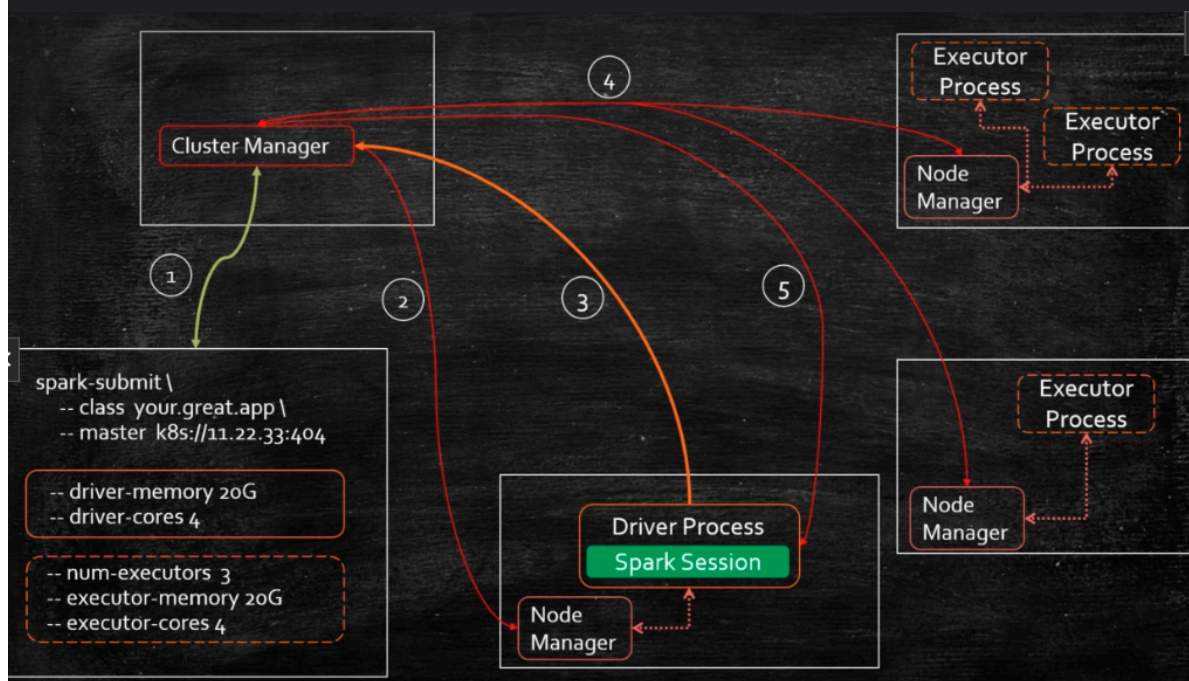 Cluster Manager
1
2
3
4
5
Executor
Process
Executor
Process
Node
Manager
spark-submit \
-- class your.great.app \
-- master k8s://11.22.33:404
-- driver-memory 20G
-- driver-cores 4
-- num-executors 3
-- executor-memory 20G
-- executor-cores 4
Driver Process
Spark Session
Node
Manager
Executor
Process
Node
Manager